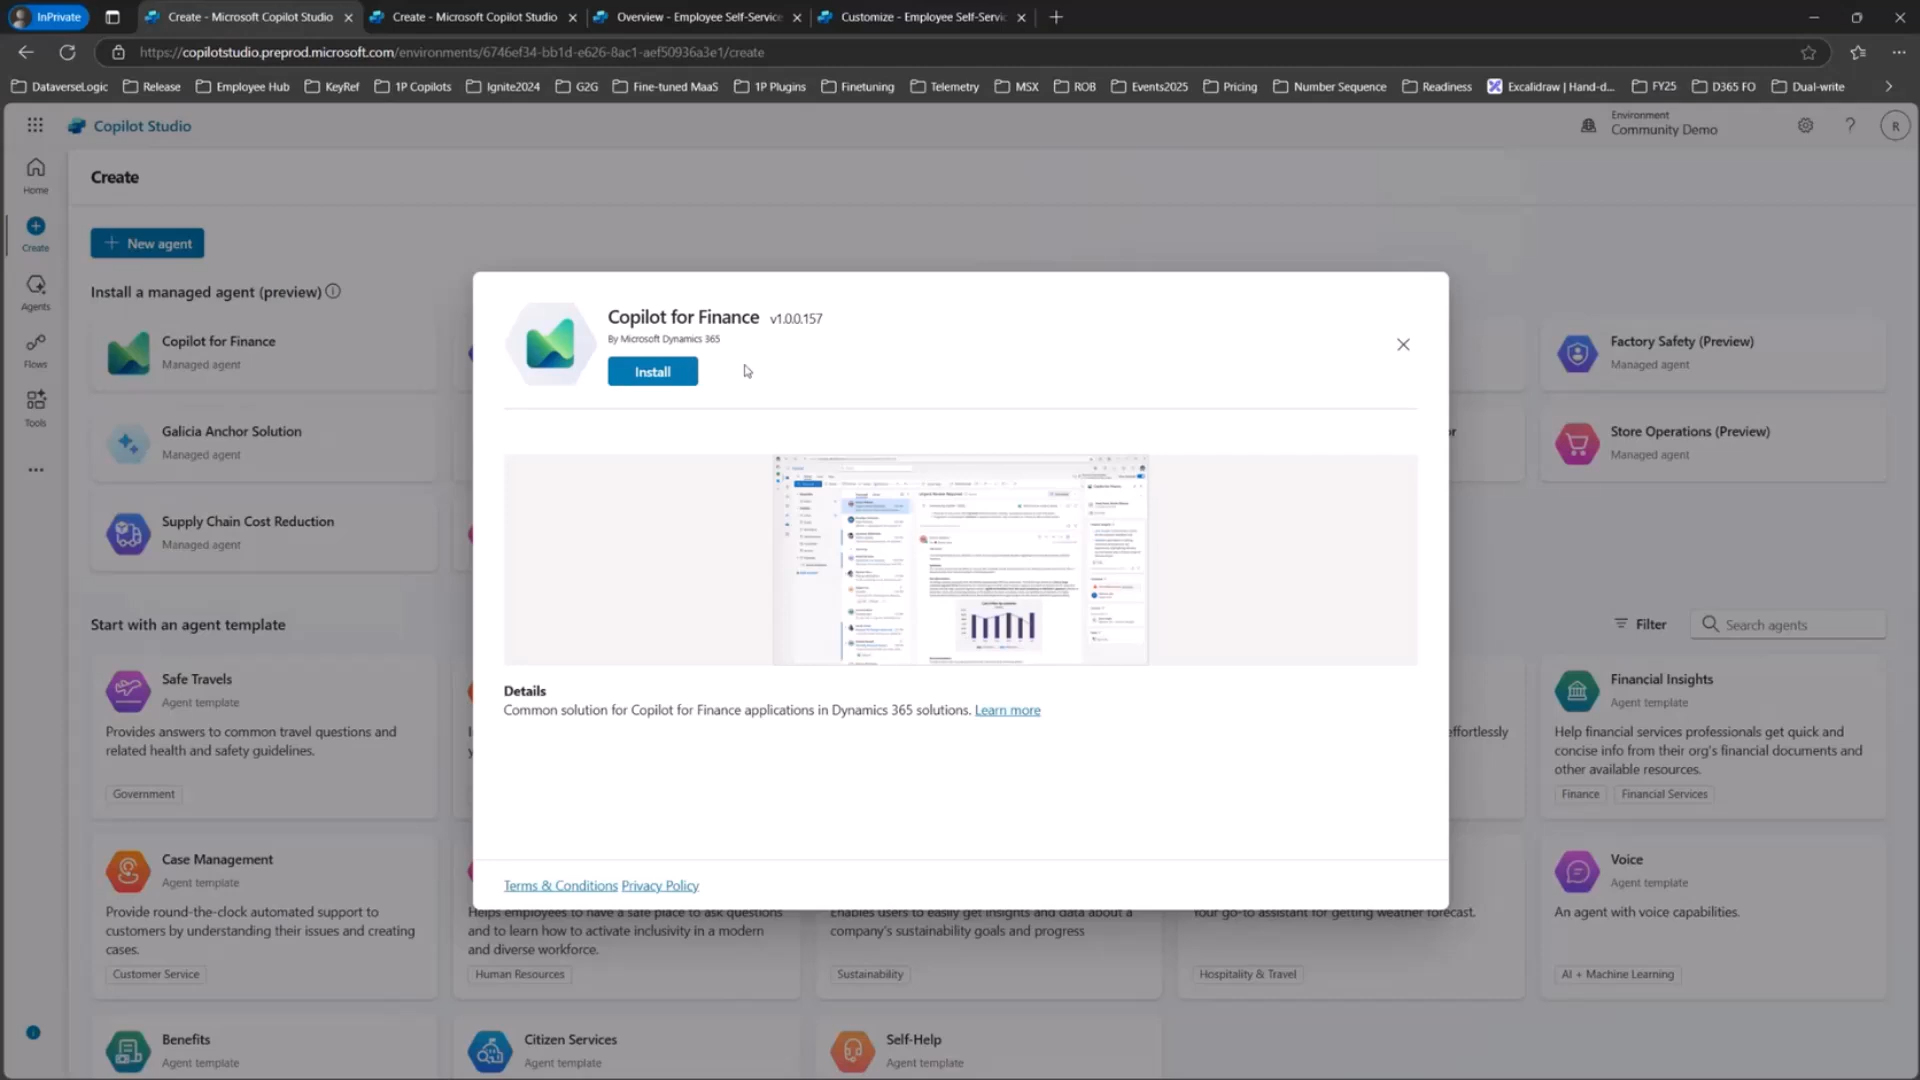 InPrivate
Create - Microsoft Copilot Studio
Create - Microsoft Copilot Studio
Overview - Employee Self-Service
Customize - Employee Self-Servic
https://copilotstudio.preprod.microsoft.com/environments/6746ef34-bb1d-e626-8ac1-aef50936a3e1/create
DataverseLogic
Release
Employee Hub
KeyRef
1P Copilots
Ignite2024
G2G
Fine-tuned MaaS
1P Plugins
Finetuning
Telemetry
MSX
ROB
Events2025
Pricing
Number Sequence
Readiness
Excalidraw | Hand-d...
FY25
D365 FO
Dual-write
Copilot Studio
Environment
Community Demo
?
R
Home
Create
Agents
Flows
Tools
Create
New agent
Install a managed agent (preview)
Copilot for Finance
Managed agent
Factory Safety (Preview)
Managed agent
Galicia Anchor Solution
Managed agent
or
Store Operations (Preview)
Managed agent
Supply Chain Cost Reduction
Managed agent
Copilot for Finance v1.0.0.157
By Microsoft Dynamics 365
Install
Details
Common solution for Copilot for Finance applications in Dynamics 365 solutions. Learn more
Terms & Conditions Privacy Policy
Start with an agent template
Filter
Search agents
Safe Travels
Agent template
Provides answers to common travel questions and
related health and safety guidelines.
Government
effortlessly
Financial Insights
Agent template
Help financial services professionals get quick and
concise info from their org's financial documents and
other available resources.
Finance
Financial Services
Case Management
Agent template
Provide round-the-clock automated support to
customers by understanding their issues and creating
cases.
Customer Service
Helps employees to have a safe place to ask questions
and to learn how to activate inclusivity in a modern
and diverse workforce.
Human Resources
Enables users to easily get insights and data about a
company's sustainability goals and progress
Sustainability
Your go-to assistant for getting weather forecast.
Hospitality & Travel
Voice
Agent template
An agent with voice capabilities.
AI + Machine Learning
Benefits
Agent template
Citizen Services
Agent template
Self-Help
Agent template